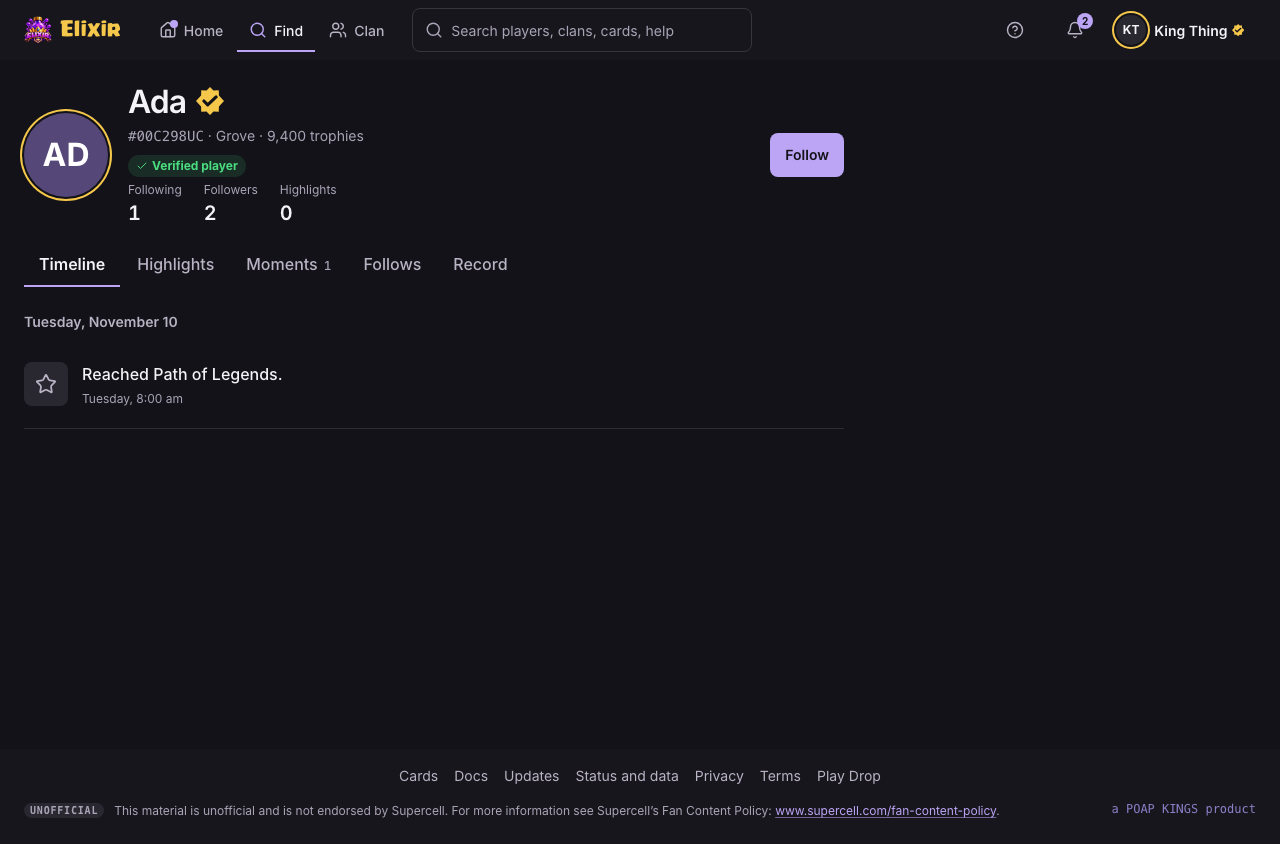 Elixir
Home
Find
Clan
Search players, clans, cards, help
2
KT
King Thing
AD
Ada
#00C298UC · Grove · 9,400 trophies
Verified player
Following
Followers
Highlights
1
2
0
Follow
Timeline
Highlights
Moments 1
Follows
Record
Tuesday, November 10
Reached Path of Legends.
Tuesday, 8:00 am
Cards
Docs
Updates
Status and data
Privacy
Terms
Play Drop
UNOFFICIAL
This material is unofficial and is not endorsed by Supercell. For more information see Supercell’s Fan Content Policy: www.supercell.com/fan-content-policy.
a POAP KINGS product